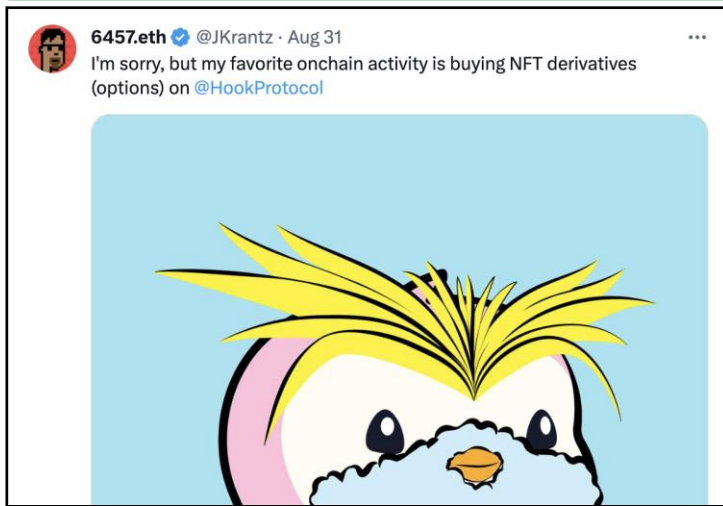 6457.eth @JKrantz · Aug 31
I'm sorry, but my favorite onchain activity is buying NFT derivatives
(options) on @HookProtocol